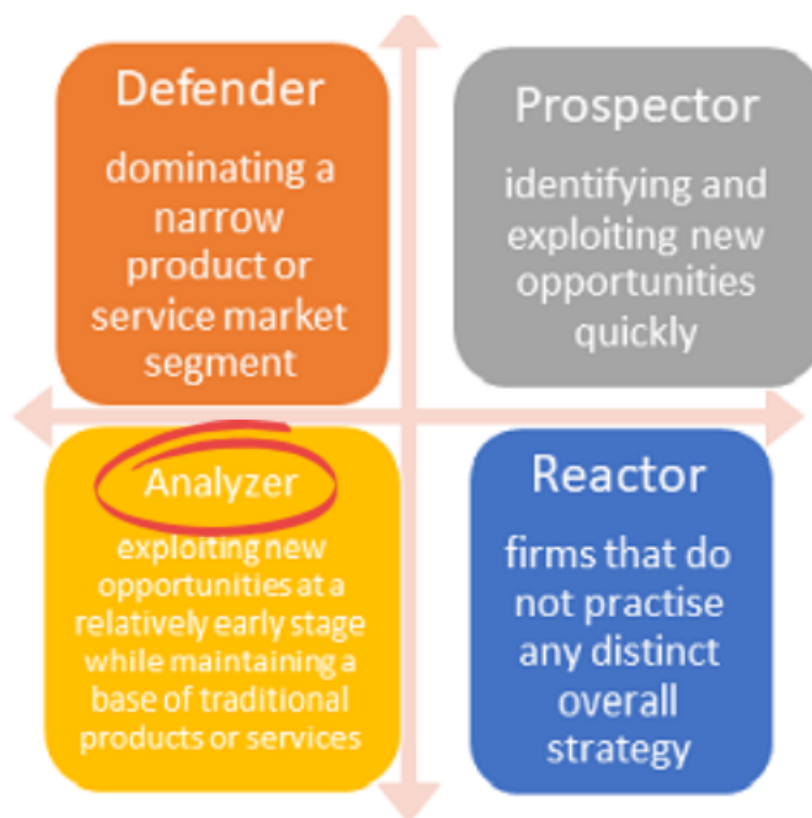 Defender
dominating a
narrow
product or
service market
segment
Prospector
identifying and
exploiting new
opportunities
quickly
Analyzer
exploiting new
opportunities at a
relatively early stage
while maintaining a
base of traditional
products or services
Reactor
firms that do
not practise
any distinct
overall
strategy